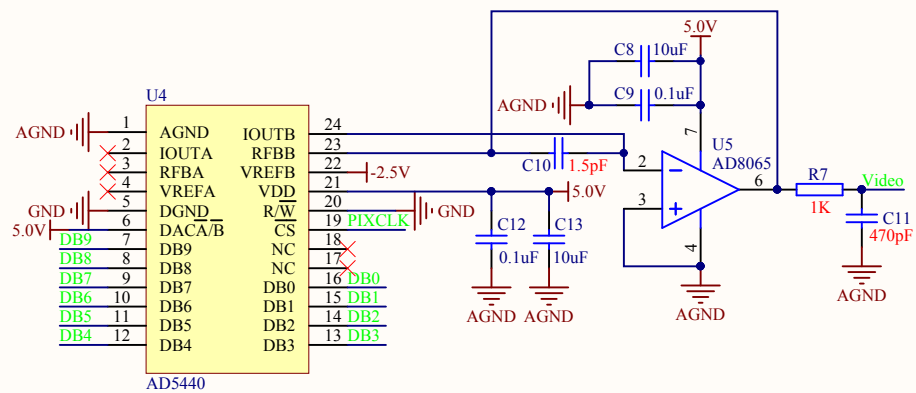 5.0V
C8
10uF
C9
0.1uF
AGND
U4
1
AGND
AGND
IOUTB
24
2
IOUTA
RFBB
23
3
RFBA
VREFB
22
-2.5V
4
VREFA
VDD
21
5.0V
GND
5
DGND
R/W
20
GND
5.0V
6
DACA/B
CS
19
PIXCLK
DB9
7
DB9
NC
18
DB8
8
DB8
NC
17
DB7
9
DB7
DB0
16
DB0
DB6
10
DB6
DB1
15
DB1
DB5
11
DB5
DB2
14
DB2
DB4
12
DB4
DB3
13
DB3
AD5440
C10
1.5pF
C12
0.1uF
AGND
C13
10uF
AGND
7
U5
AD8065
2
3
6
4
AGND
R7
1K
Video
C11
470pF
AGND